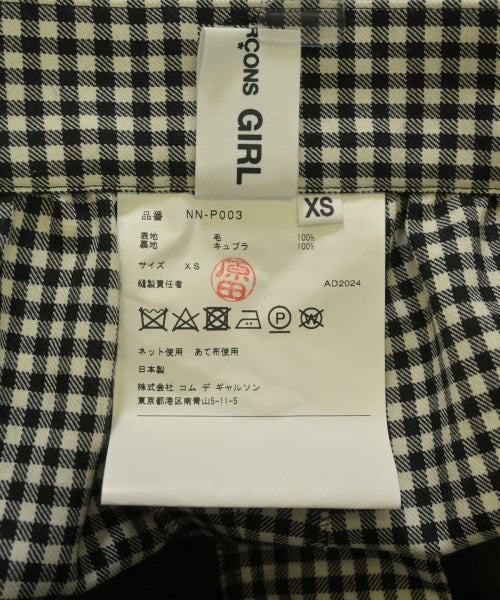 RÇONS
GIRL
XS
品番 NN-P003
表地 毛 100%
裏地 キュプラ 100%
サイズ XS
縫製責任者 原田 AD2024
P W
ネット使用 あて布使用
日本製
株式会社 コム デ ギャルソン
東京都港区南青山5-11-5